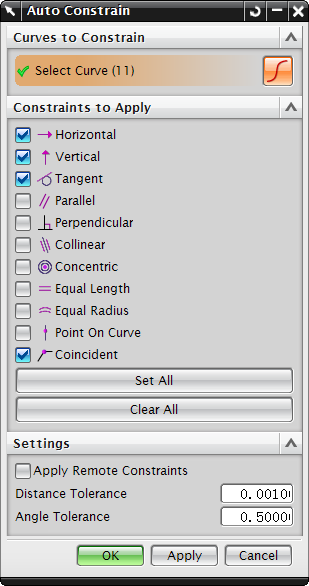 Auto Constrain
Curves to Constrain
Select Curve (11)
Constraints to Apply
Horizontal
Vertical
Tangent
Parallel
Perpendicular
Collinear
Concentric
Equal Length
Equal Radius
Point On Curve
Coincident
Set All
Clear All
Settings
Apply Remote Constraints
Distance Tolerance 0.0010
Angle Tolerance 0.5000
OK Apply Cancel